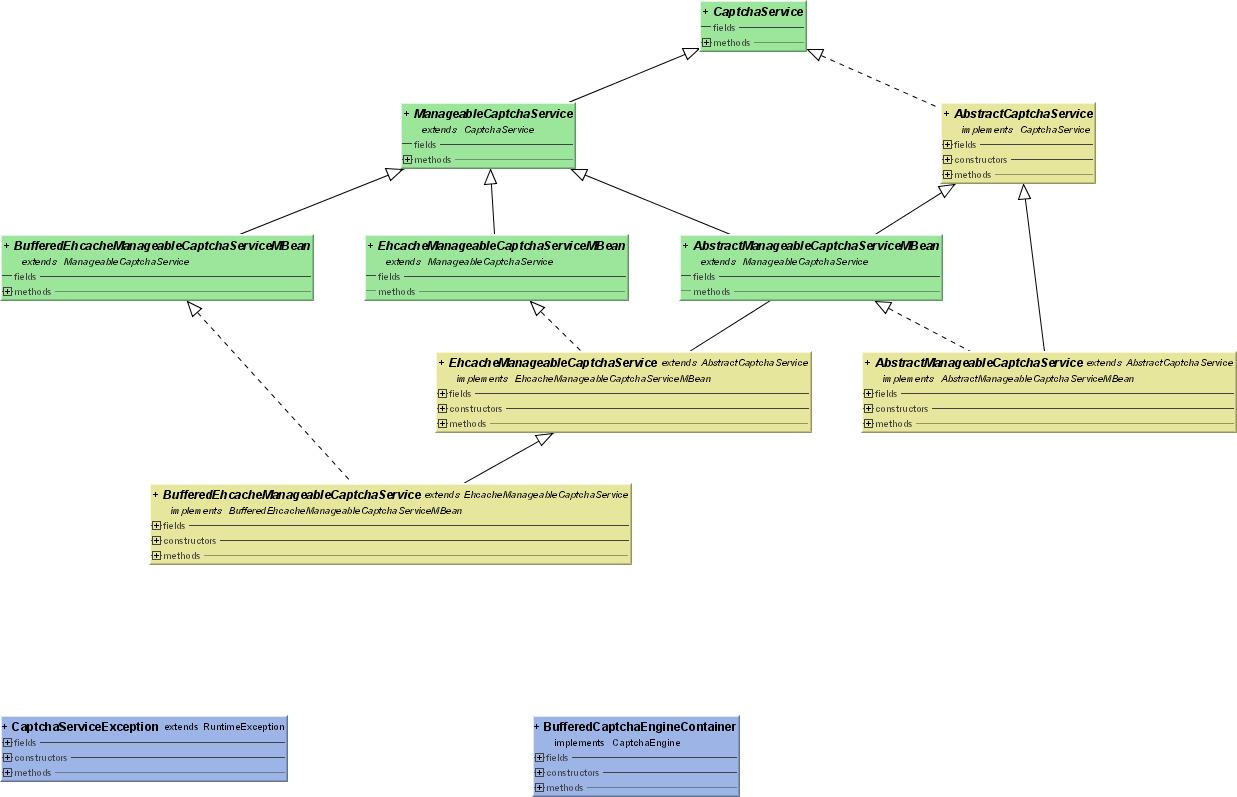 + CaptchaService
fields
methods
+ ManageableCaptchaService
extends CaptchaService
fields
methods
+ AbstractCaptchaService
implements CaptchaService
fields
constructors
methods
+ BufferedEhcacheManageableCaptchaServiceMBean
extends ManageableCaptchaService
fields
methods
+ EhcacheManageableCaptchaServiceMBean
extends ManageableCaptchaService
fields
methods
+ AbstractManageableCaptchaServiceMBean
extends ManageableCaptchaService
fields
methods
+ EhcacheManageableCaptchaService extends AbstractCaptchaService
implements EhcacheManageableCaptchaServiceMBean
fields
constructors
methods
+ AbstractManageableCaptchaService extends AbstractCaptchaService
implements AbstractManageableCaptchaServiceMBean
fields
constructors
methods
+ BufferedEhcacheManageableCaptchaService extends EhcacheManageableCaptchaService
implements BufferedEhcacheManageableCaptchaServiceMBean
fields
constructors
methods
+ CaptchaServiceException extends RuntimeException
fields
constructors
methods
+ BufferedCaptchaEngineContainer
implements CaptchaEngine
fields
constructors
methods